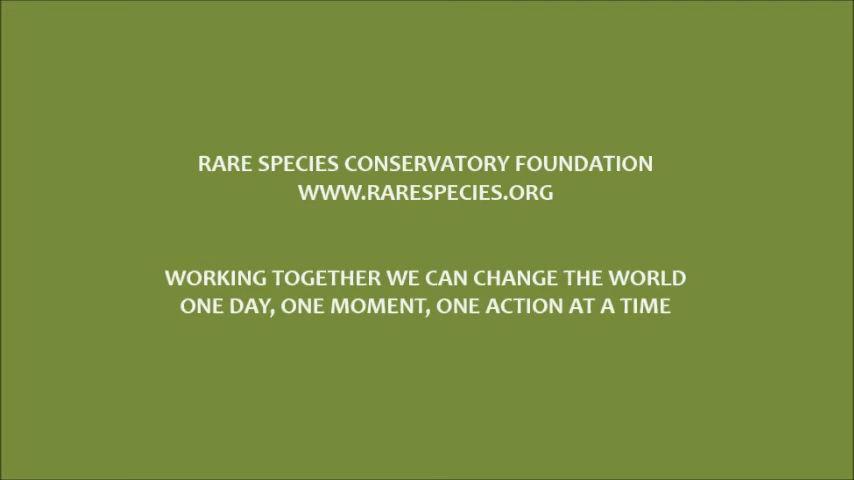 RARE SPECIES CONSERVATORY FOUNDATION
WWW.RARESPECIES.ORG
WORKING TOGETHER WE CAN CHANGE THE WORLD
ONE DAY, ONE MOMENT, ONE ACTION AT A TIME